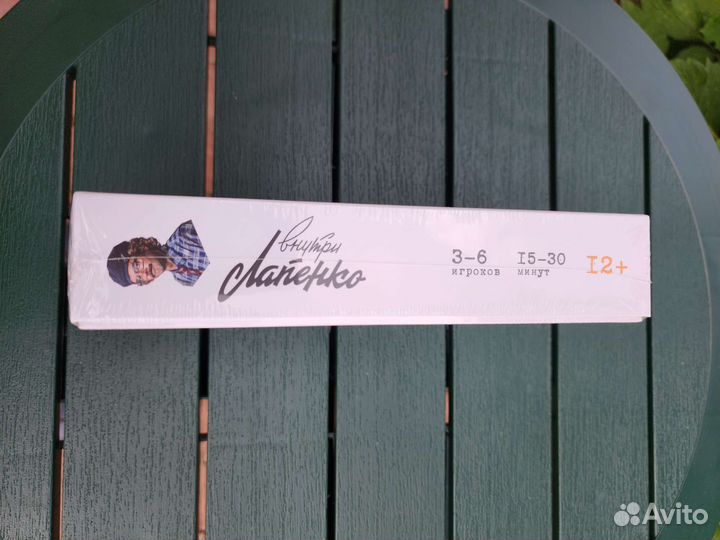 внутри
Лапенко
3–6
игроков
15–30
минут
12+
Avito